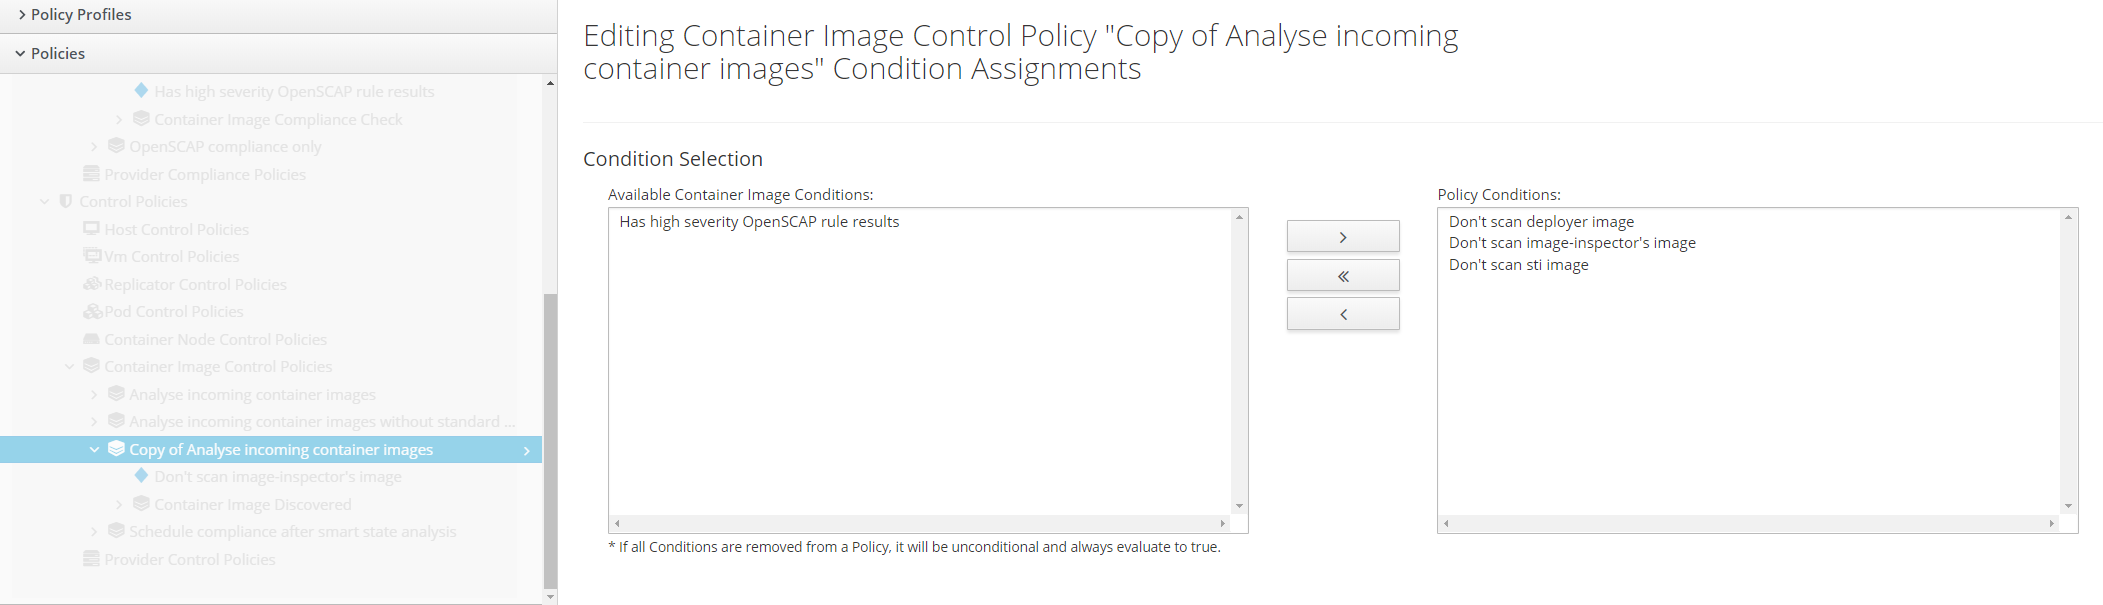 Policy Profiles
Policies
Has high severity OpenSCAP rule results
Container Image Compliance Check
OpenSCAP compliance only
Provider Compliance Policies
Control Policies
Host Control Policies
Vm Control Policies
Replicator Control Policies
Pod Control Policies
Container Node Control Policies
Container Image Control Policies
Analyse incoming container images
Analyse incoming container images without standard ...
Copy of Analyse incoming container images
Don't scan image-inspector's image
Container Image Discovered
Schedule compliance after smart state analysis
Provider Control Policies
Editing Container Image Control Policy "Copy of Analyse incoming
container images" Condition Assignments
Condition Selection
Available Container Image Conditions:
Has high severity OpenSCAP rule results
* If all Conditions are removed from a Policy, it will be unconditional and always evaluate to true.
Policy Conditions:
Don't scan deployer image
Don't scan image-inspector's image
Don't scan sti image